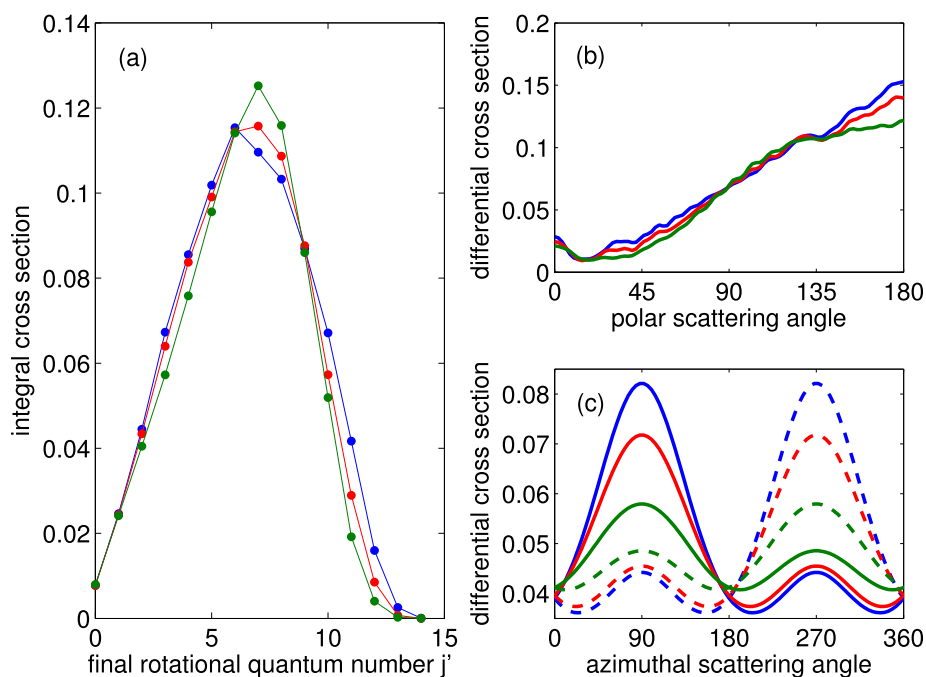 (a)
integral cross section
0.14
0.12
0.1
0.08
0.06
0.04
0.02
0
0 5 10 15
final rotational quantum number j'
(b)
differential cross section
0.2
0.15
0.1
0.05
0
0 45 90 135 180
polar scattering angle
(c)
differential cross section
0.08
0.07
0.06
0.05
0.04
0 90 180 270 360
azimuthal scattering angle